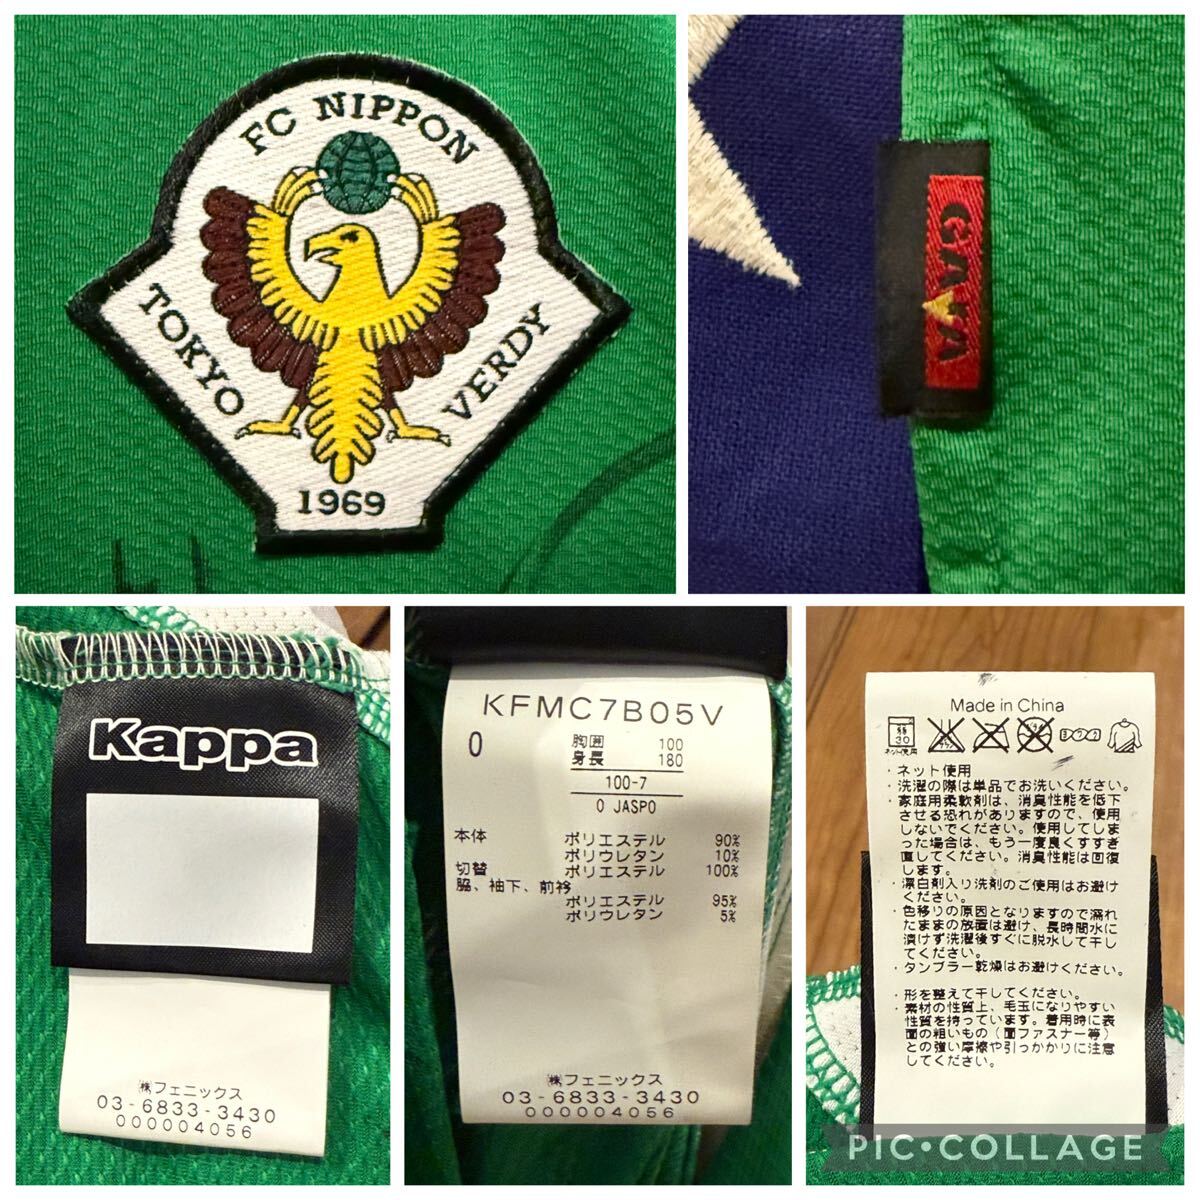 FC NIPPON
TOKYO
VERDY
1969
GAVIA
Kappa
㈱フェニックス
03-6833-3430
000004056
KFMC7B05V
O
胸囲 100
身長 180
100-7
O JASPO
本体 ポリエステル 90%
ポリウレタン 10%
切替 ポリエステル 100%
脇、袖下、前衿
ポリエステル 95%
ポリウレタン 5%
㈱フェニックス
03-6833-3430
000004056
Made in China
弱
30
ネット使用
・ネット使用
・洗濯の際は単品でお洗いください。
・家庭用柔軟剤は、消臭性能を低下
させる恐れがありますので、使用
しないでください。使用してしま
った場合は、もう一度良くすすぎ
直してください。消臭性能は回復
します。
・漂白剤入り洗剤のご使用はお避け
ください。
・色移りの原因となりますので濡れ
たままの放置は避け、長時間水に
漬けず洗濯後すぐに脱水して干し
てください。
・タンブラー乾燥はお避けください。
・形を整えて干してください。
・素材の性質上、毛玉になりやすい
性質を持っています。着用時に表
面の粗いもの（面ファスナー等）
との強い摩擦や引っかかりに注意
してください。
PIC•COLLAGE